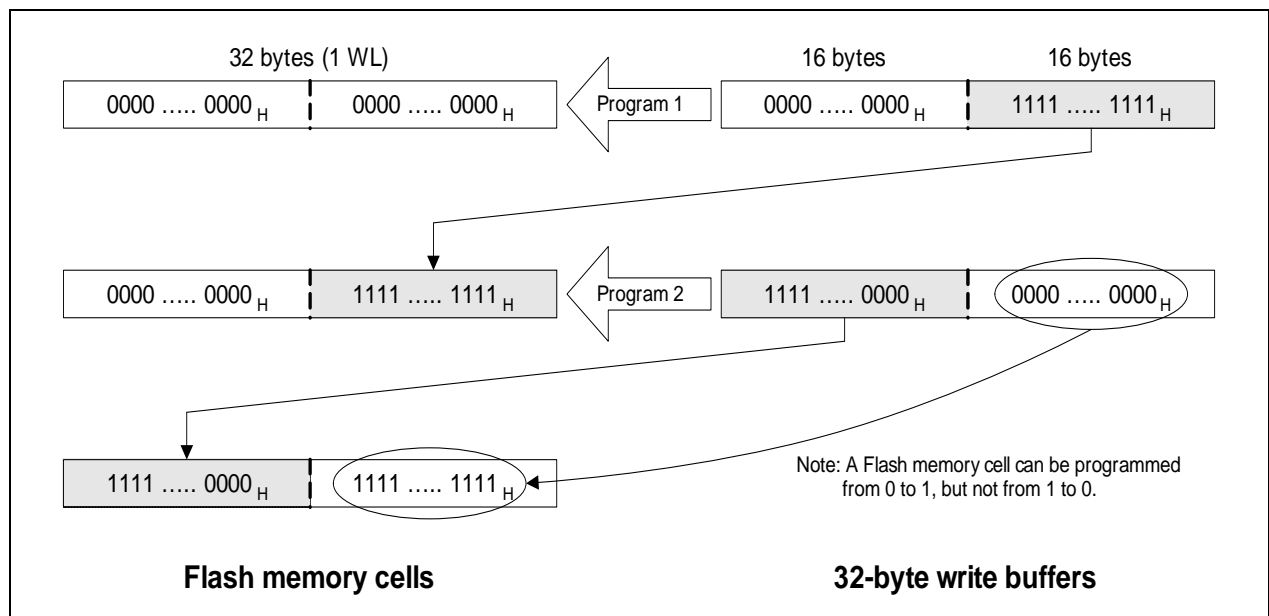 32 bytes (1 WL) 16 bytes 16 bytes
0000 ..... 0000 H 0000 ..... 0000 H Program 1 0000 ..... 0000 H 1111 ..... 1111 H
0000 ..... 0000 H 1111 ..... 1111 H Program 2 1111 ..... 0000 H 0000 ..... 0000 H
1111 ..... 0000 H 1111 ..... 1111 H
Note: A Flash memory cell can be programmed
from 0 to 1, but not from 1 to 0.
Flash memory cells 32-byte write buffers